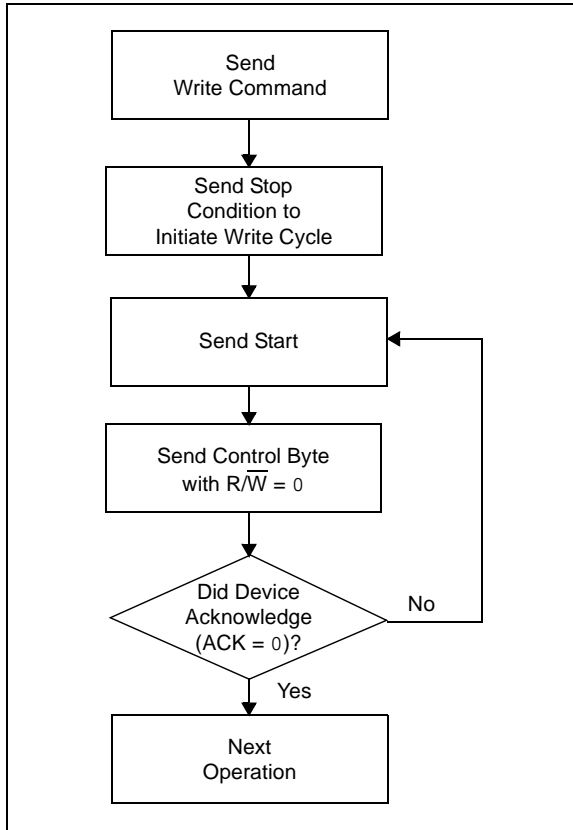 Send
Write Command
Send Stop
Condition to
Initiate Write Cycle
Send Start
Send Control Byte
with R/W̅ = 0
Did Device
Acknowledge
(ACK = 0)?
No
Yes
Next
Operation